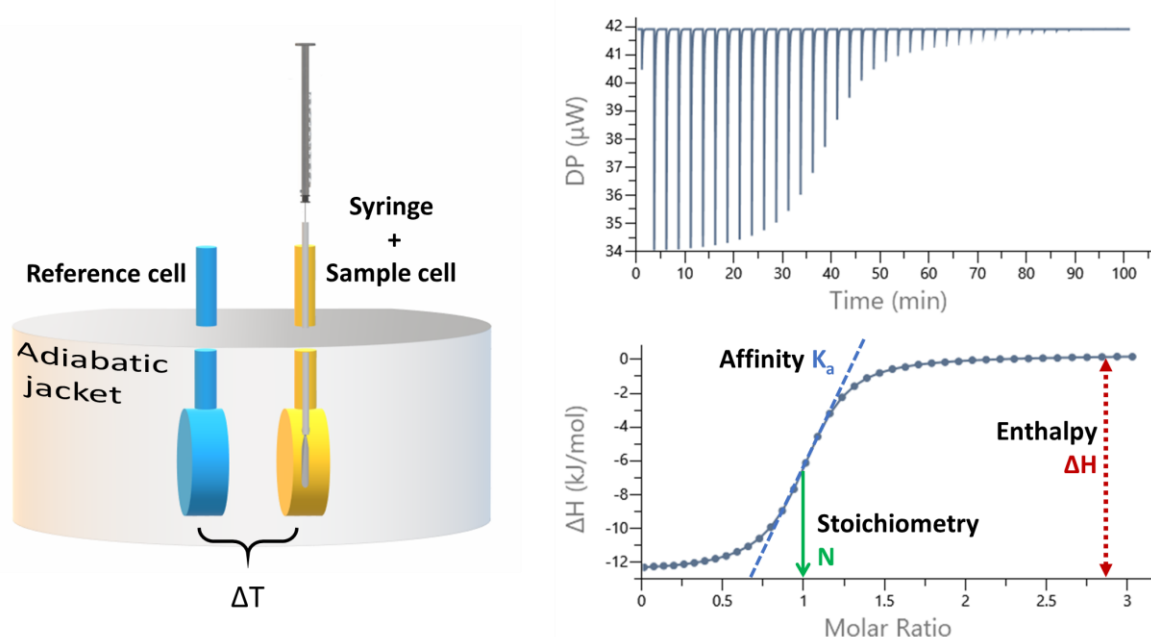 Syringe
+
Reference cell
Sample cell
Adiabatic
jacket
ΔT
42
41
40
39
38
37
36
35
34
DP (µW)
0 10 20 30 40 50 60 70 80 90 100
Time (min)
0
-2
-4
-6
-8
-10
-12
ΔH (kJ/mol)
Affinity Ka
Enthalpy
ΔH
Stoichiometry
N
0 0.5 1 1.5 2 2.5 3
Molar Ratio